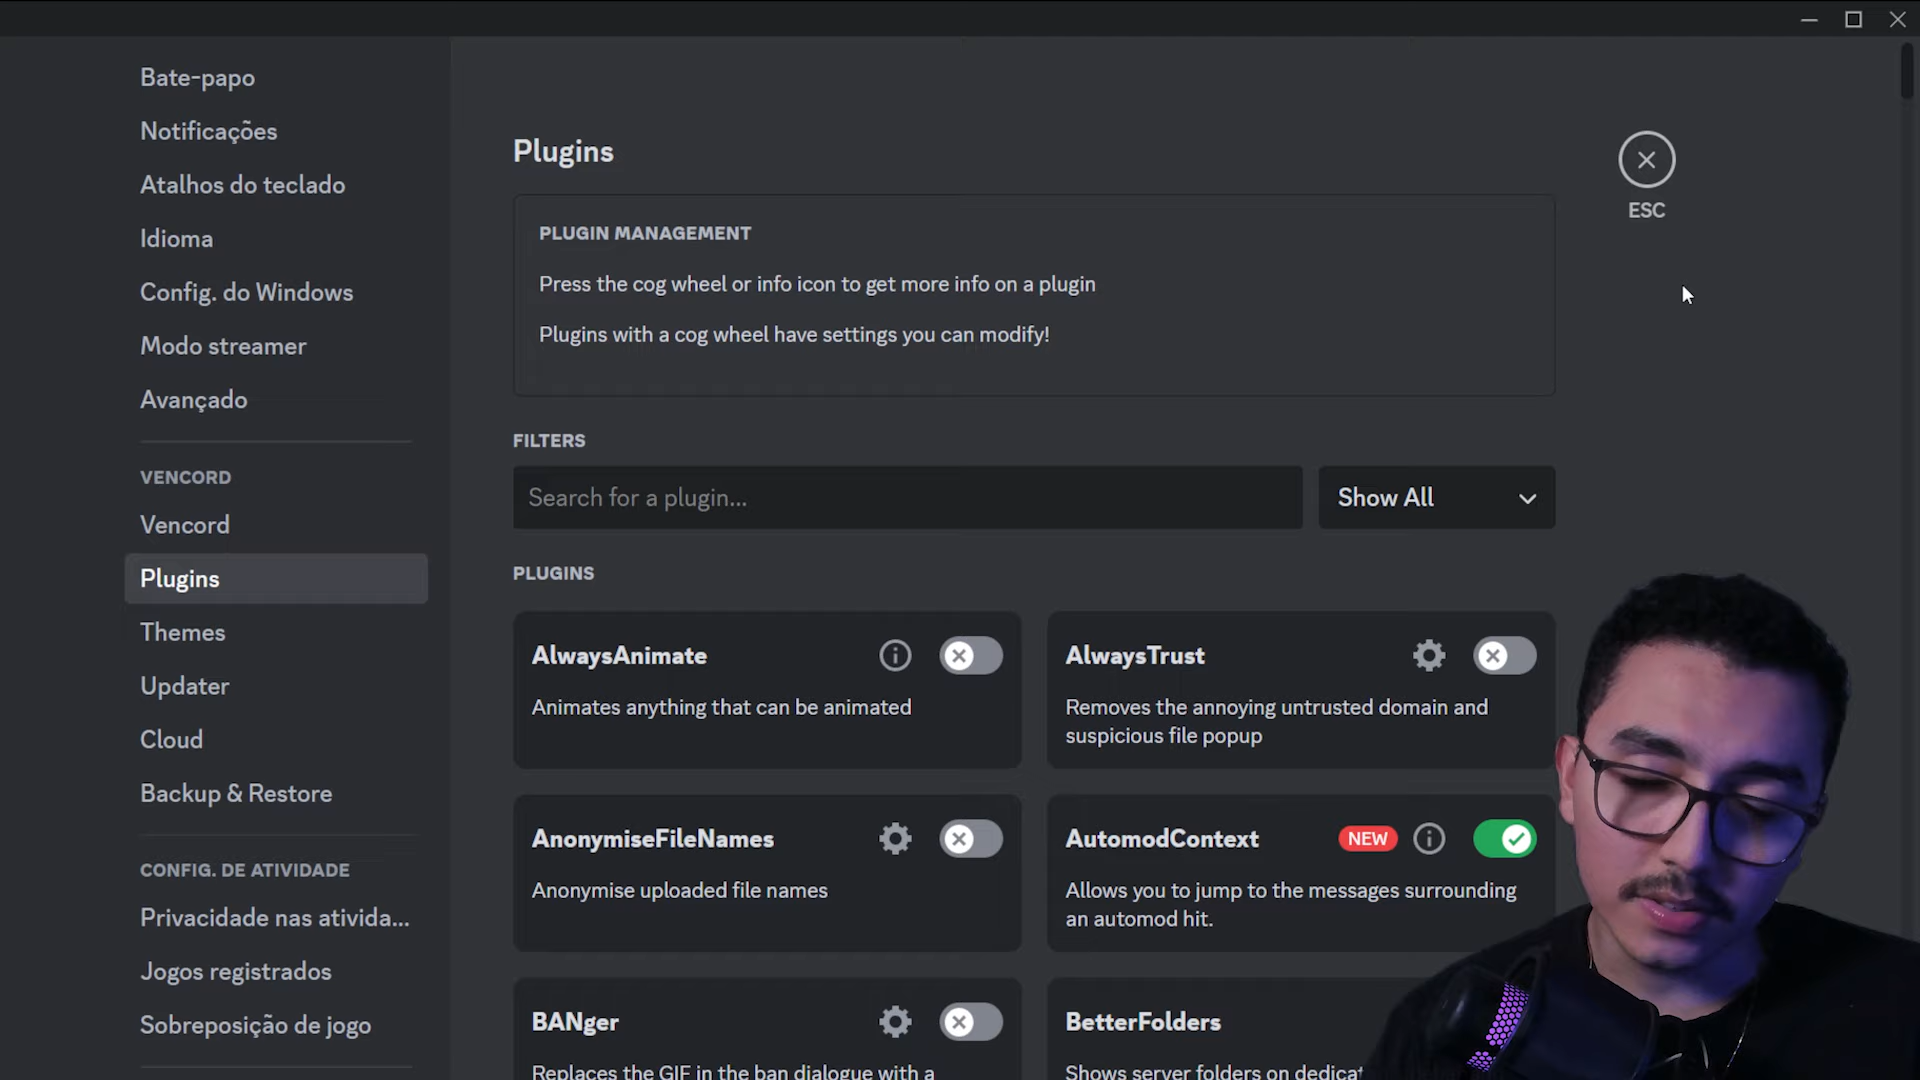 Bate-papo
Notificações
Atalhos do teclado
Idioma
Config. do Windows
Modo streamer
Avançado
VENCORD
Vencord
Plugins
Themes
Updater
Cloud
Backup & Restore
CONFIG. DE ATIVIDADE
Privacidade nas ativida...
Jogos registrados
Sobreposição de jogo
Plugins
ESC
PLUGIN MANAGEMENT
Press the cog wheel or info icon to get more info on a plugin
Plugins with a cog wheel have settings you can modify!
FILTERS
Search for a plugin...
Show All
PLUGINS
AlwaysAnimate
Animates anything that can be animated
AlwaysTrust
Removes the annoying untrusted domain and
suspicious file popup
AnonymiseFileNames
Anonymise uploaded file names
AutomodContext NEW
Allows you to jump to the messages surrounding
an automod hit.
BANger
Replaces the GIF in the ban dialogue with a
BetterFolders
Shows server folders on dedicat